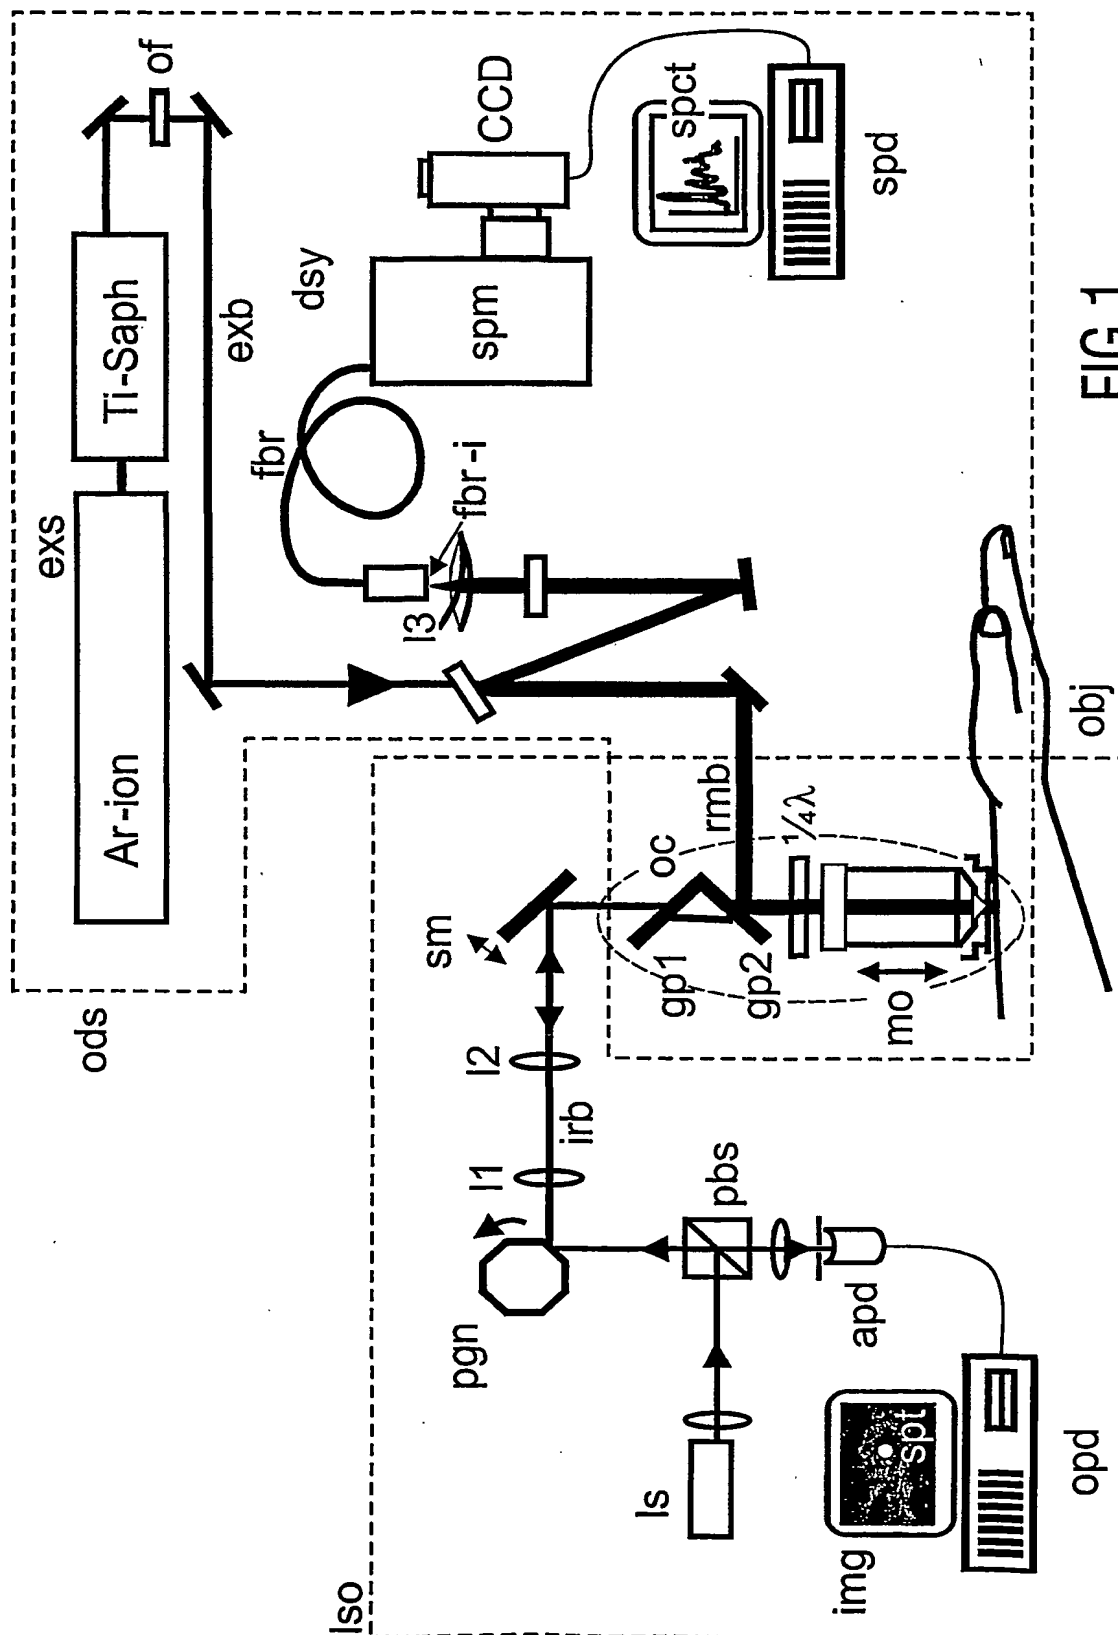 ods
exs
Ar-ion
Ti-Saph
of
exb
fbr
dsy
spm
CCD
fbr-i
l3
spct
spd
lso
pgn
l1
l2
sm
irb
oc
gp1
gp2
rmb
¼λ
mo
obj
ls
pbs
apd
img
spt
opd
FIG.1